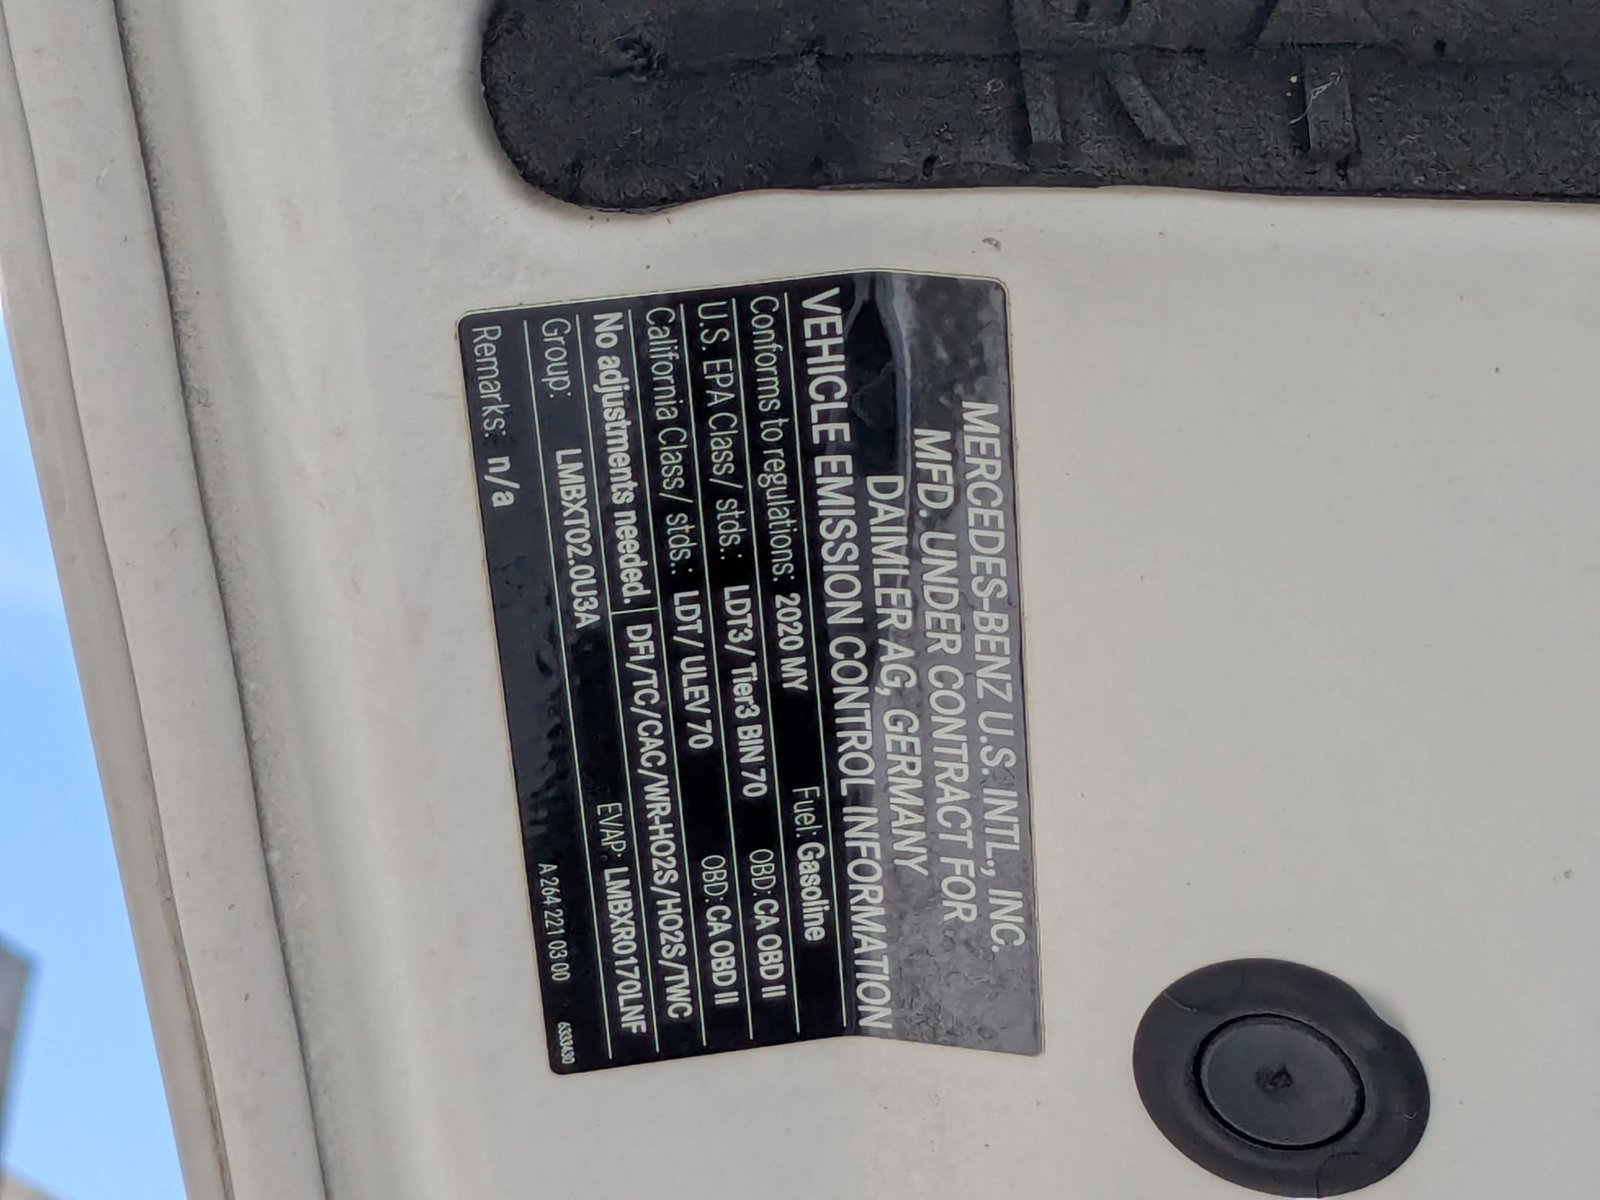 MERCEDES-BENZ U.S. INTL., INC.
MFD. UNDER CONTRACT FOR
DAIMLER AG, GERMANY
VEHICLE EMISSION CONTROL INFORMATION
Conforms to regulations: 2020 MY Fuel: Gasoline
U.S. EPA Class/ stds.: LDT3/ Tier3 BIN 70 OBD: CA OBD II
California Class/ stds.: LDT/ ULEV 70 OBD: CA OBD II
No adjustments needed. DFI/TC/CAC/WR-HO2S/HO2S/TWC
Group: LMBXT02.0U3A EVAP: LMBXR0170LNF
Remarks: n/a
A 264 221 03 00 6333430